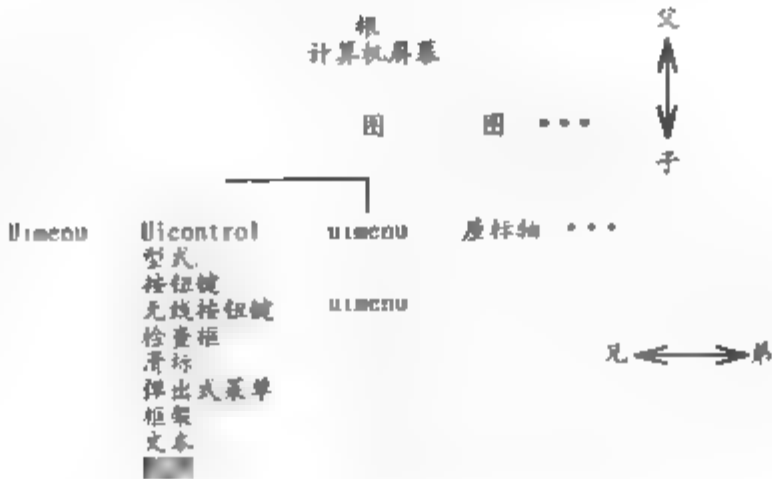 根
计算机屏幕
父
图 图 •••
子
Uimenu Uicontrol uimenu 座标轴 •••
型式
按钮键
无线按钮键
uimenu
检查框
滑标
兄 弟
弹出式菜单
框架
文本